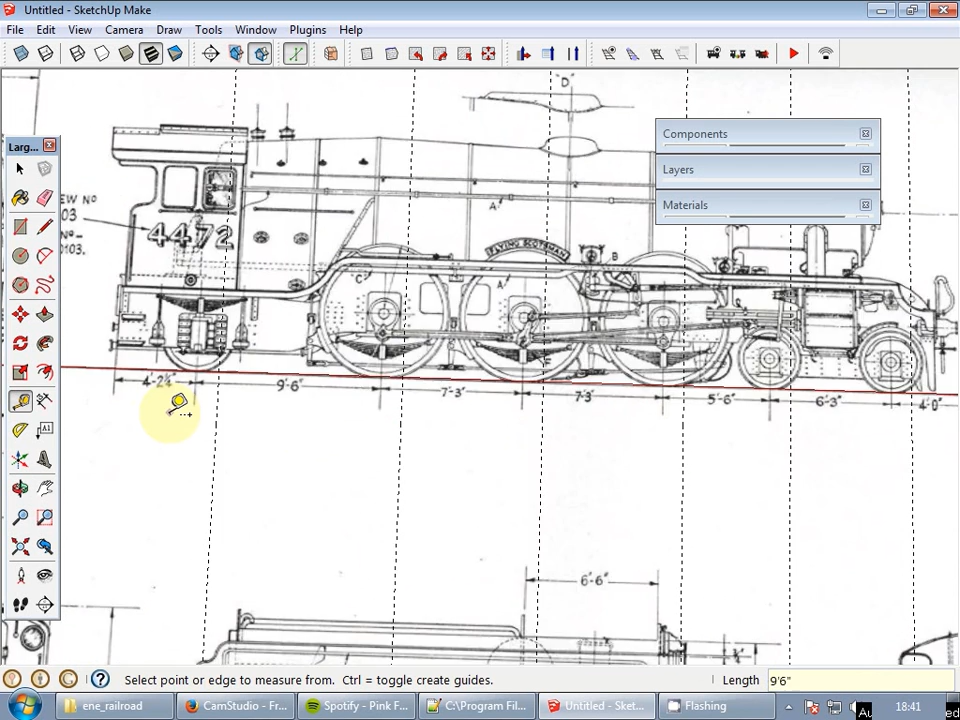 Untitled - SketchUp Make
File Edit View Camera Draw Tools Window Plugins Help
Larg...
"D"
Components
Layers
Materials
EW Nº
03
Nº-
0103.
4472
A
FLYING SCOTSMAN
B
C
A
E
4'-2¼"
9'-6"
7'-3"
7'3"
5'-6"
6'-3"
4'-0"
6'-6"
Select point or edge to measure from. Ctrl = toggle create guides.
Length 9'6"
ene_railroad
CamStudio - Fr...
Spotify - Pink F...
C:\Program File...
Untitled - Sket...
Flashing
18:41